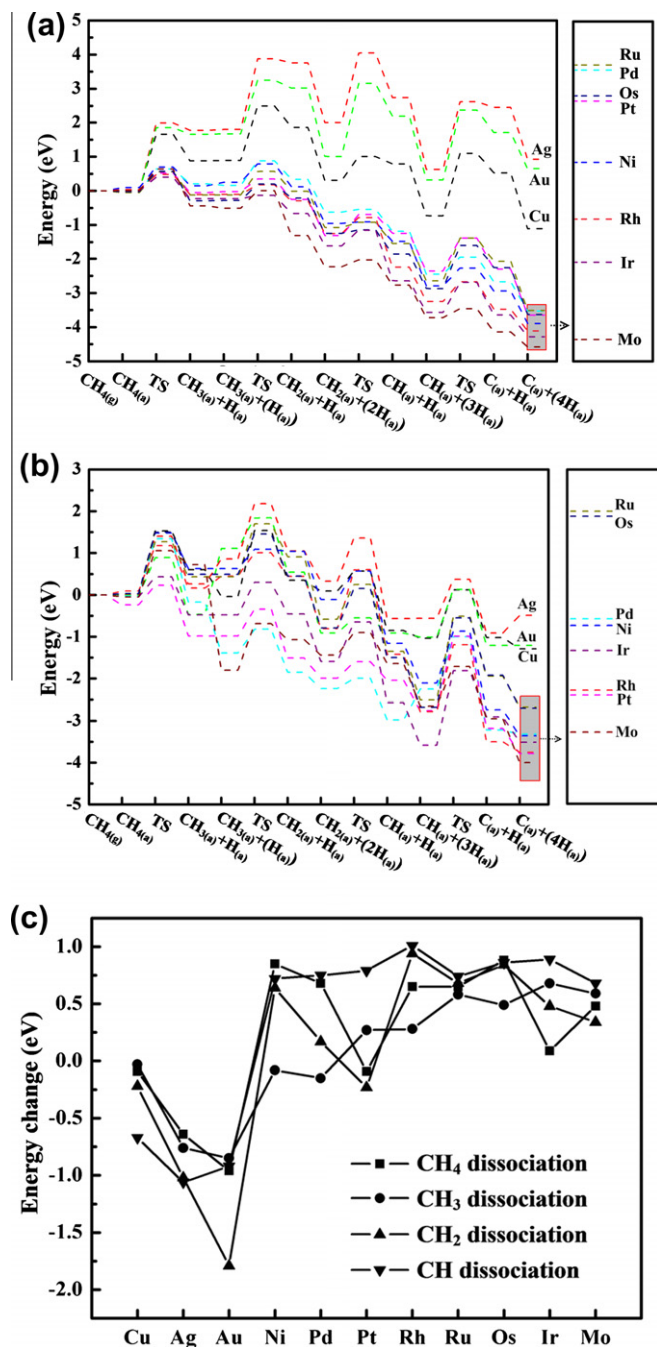 (a)
5
4
3
2
1
0
-1
-2
-3
-4
-5
Energy (eV)
Ag
Au
Cu
Ru
Pd
Os
Pt
Ni
Rh
Ir
Mo
CH4(g)
CH4(a)
TS
CH3(a)+H(a)
CH3(a)+(H(a))
TS
CH2(a)+H(a)
CH2(a)+(2H(a))
TS
CH(a)+H(a)
CH(a)+(3H(a))
TS
C(a)+H(a)
C(a)+(4H(a))
(b)
3
2
1
0
-1
-2
-3
-4
-5
Energy (eV)
Ag
Au
Cu
Ru
Os
Pd
Ni
Ir
Rh
Pt
Mo
CH4(g)
CH4(a)
TS
CH3(a)+H(a)
CH3(a)+(H(a))
TS
CH2(a)+H(a)
CH2(a)+(2H(a))
TS
CH(a)+H(a)
CH(a)+(3H(a))
TS
C(a)+H(a)
C(a)+(4H(a))
(c)
1.0
0.5
0.0
-0.5
-1.0
-1.5
-2.0
Energy change (eV)
CH4 dissociation
CH3 dissociation
CH2 dissociation
CH dissociation
Cu Ag Au Ni Pd Pt Rh Ru Os Ir Mo